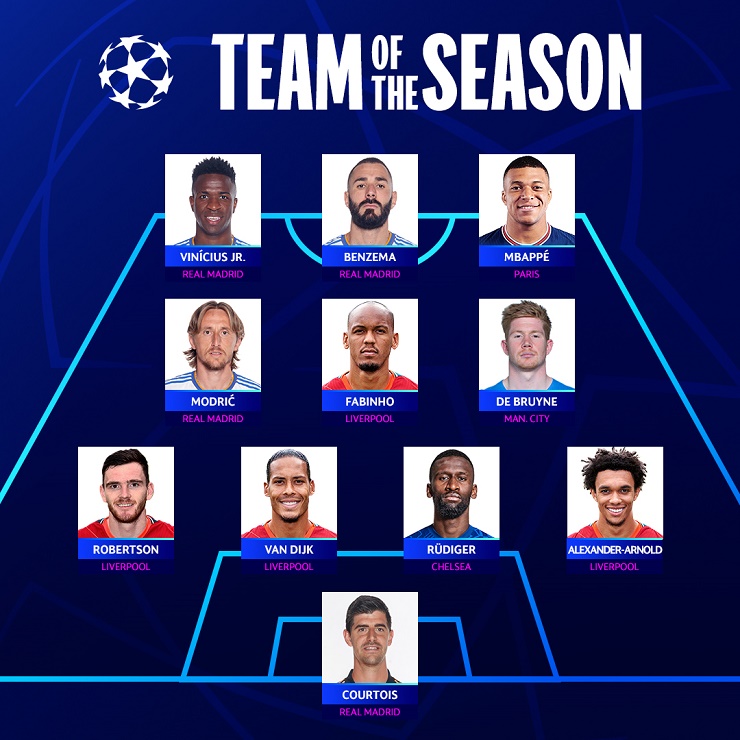 TEAM OF THE SEASON
VINÍCIUS JR.
REAL MADRID
BENZEMA
REAL MADRID
MBAPPÉ
PARIS
MODRIĆ
REAL MADRID
FABINHO
LIVERPOOL
DE BRUYNE
MAN. CITY
ROBERTSON
LIVERPOOL
VAN DIJK
LIVERPOOL
RÜDIGER
CHELSEA
ALEXANDER-ARNOLD
LIVERPOOL
COURTOIS
REAL MADRID